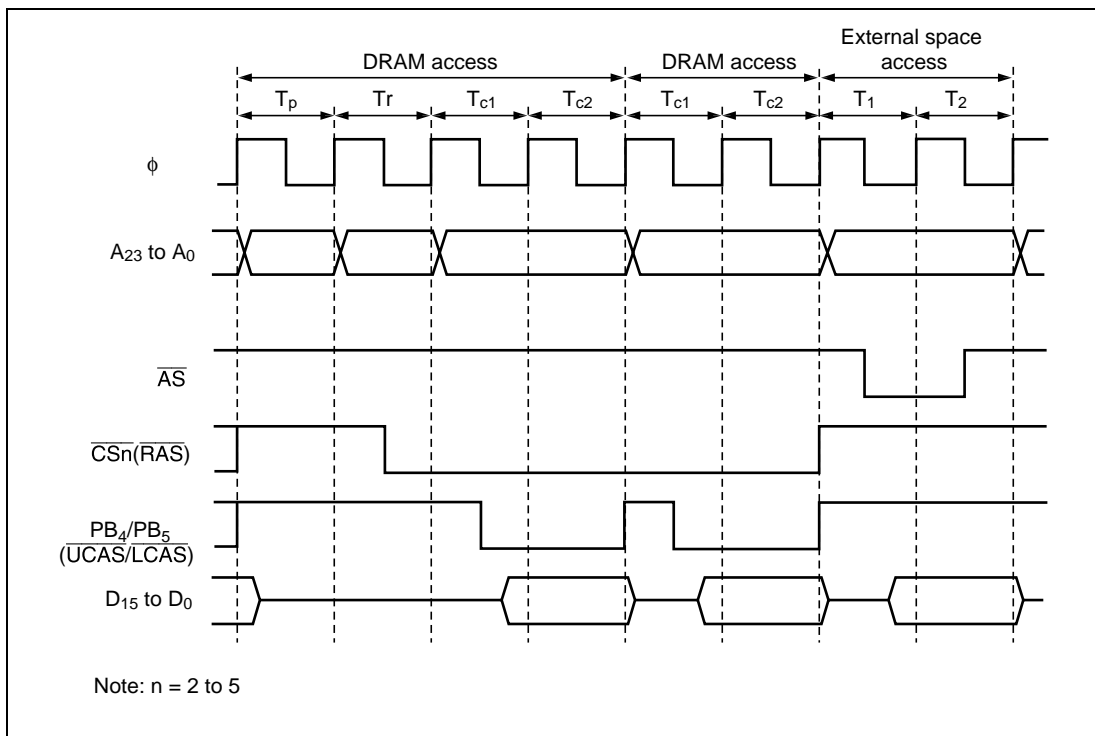 External space
access
DRAM access
DRAM access
Tp
Tr
Tc1
Tc2
Tc1
Tc2
T1
T2
ϕ
A23 to A0
AS
CSn(RAS)
PB4/PB5
(UCAS/LCAS)
D15 to D0
Note: n = 2 to 5